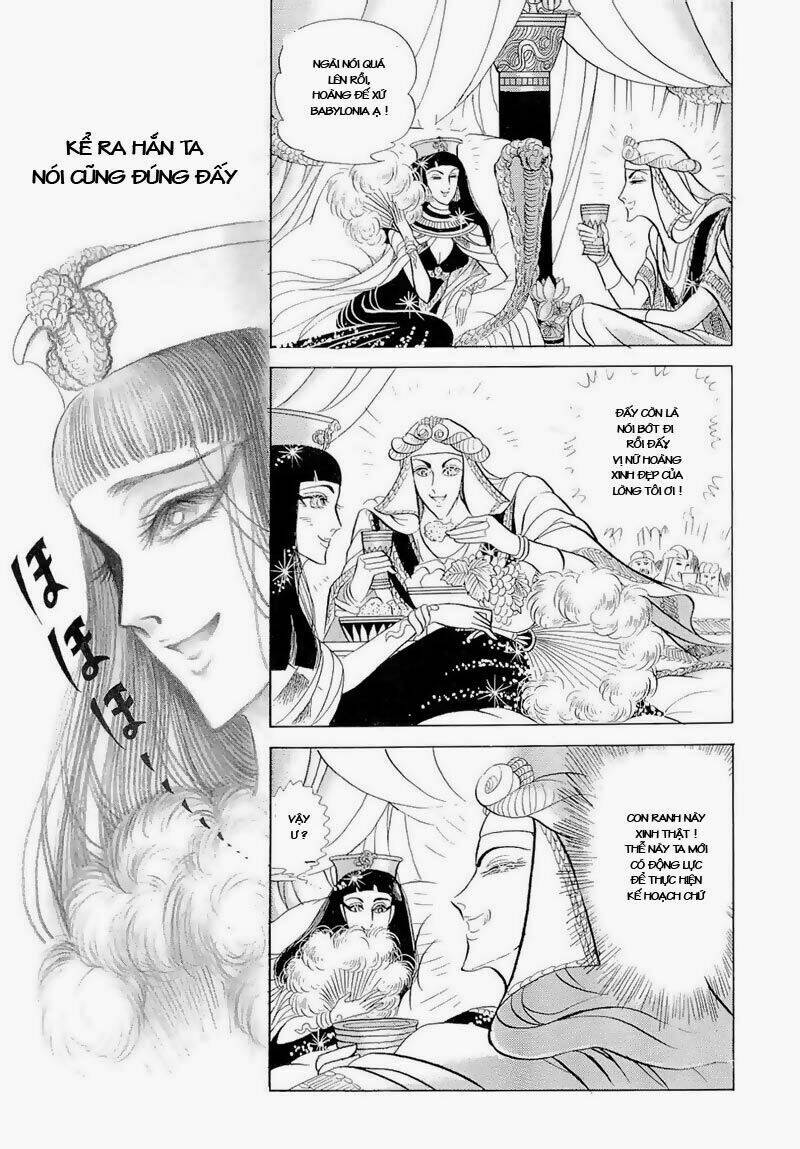 NGÀI NÓI QUÁ
LÊN RỒI,
HOÀNG ĐẾ XỨ
BABYLONIA Ạ !
KỂ RA HẮN TA
NÓI CŨNG ĐÚNG ĐẤY
ĐẤY CÒN LÀ
NÓI BỚT ĐI
RỒI ĐẤY,
VỊ NỮ HOÀNG
XINH ĐẸP CỦA
LÒNG TÔI ƠI !
ほほほほ...
CON RANH NÀY
XINH THẬT !
THẾ NÀY TA MỚI
CÓ ĐỘNG LỰC
ĐỂ THỰC HIỆN
KẾ HOẠCH CHỨ
VẬY
Ư ?